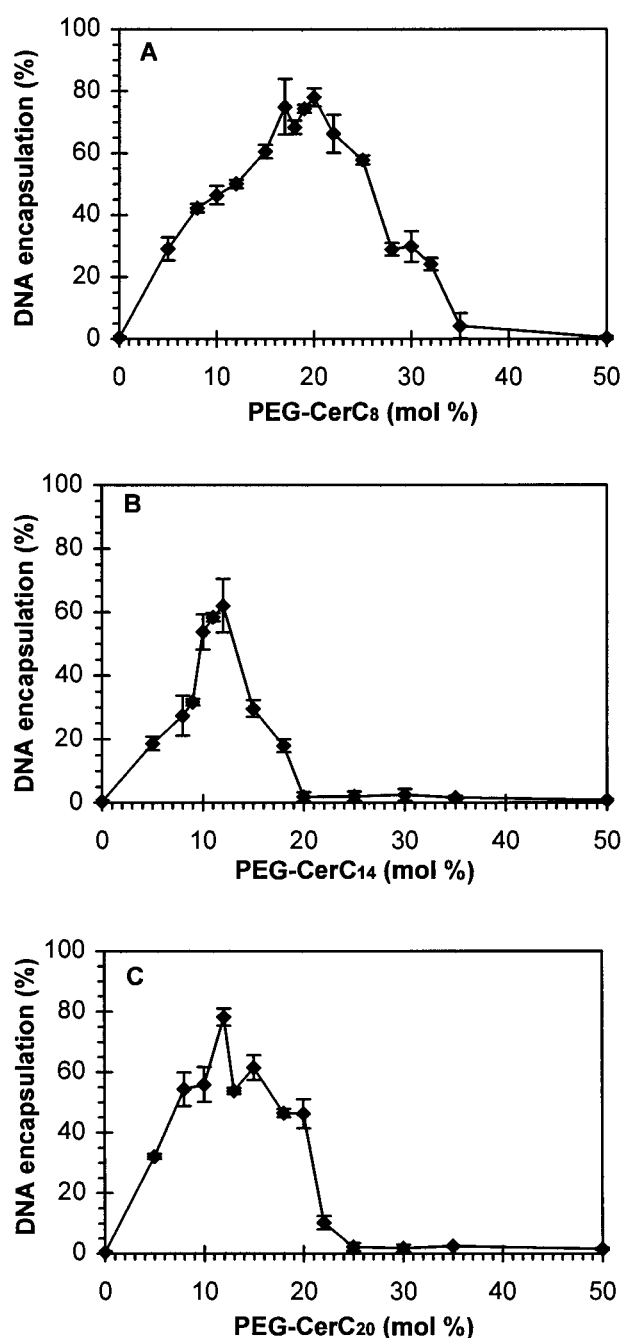 100
80
60
40
20
0
DNA encapsulation (%)
A
0 10 20 30 40 50
PEG-CerC₈ (mol %)
100
80
60
40
20
0
DNA encapsulation (%)
B
0 10 20 30 40 50
PEG-CerC₁₄ (mol %)
100
80
60
40
20
0
DNA encapsulation (%)
C
0 10 20 30 40 50
PEG-CerC₂₀ (mol %)